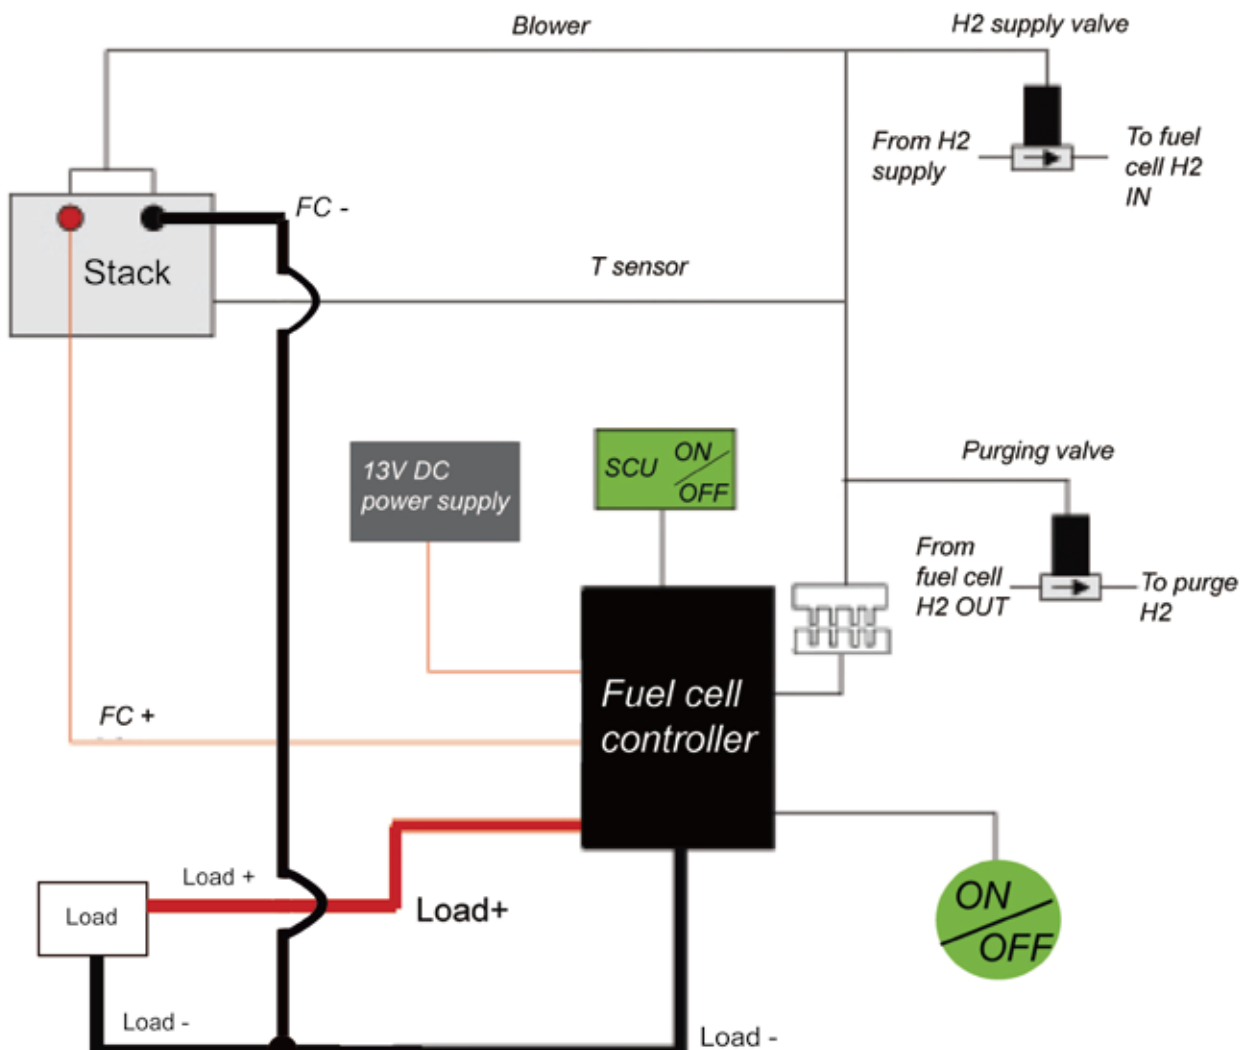 Blower
H2 supply valve
From H2
supply
To fuel
cell H2
IN
FC -
Stack
T sensor
13V DC
power supply
SCU ON
OFF
Purging valve
From
fuel cell
H2 OUT
To purge
H2
Fuel cell
controller
FC +
Load +
Load+
Load
ON
OFF
Load -
Load -